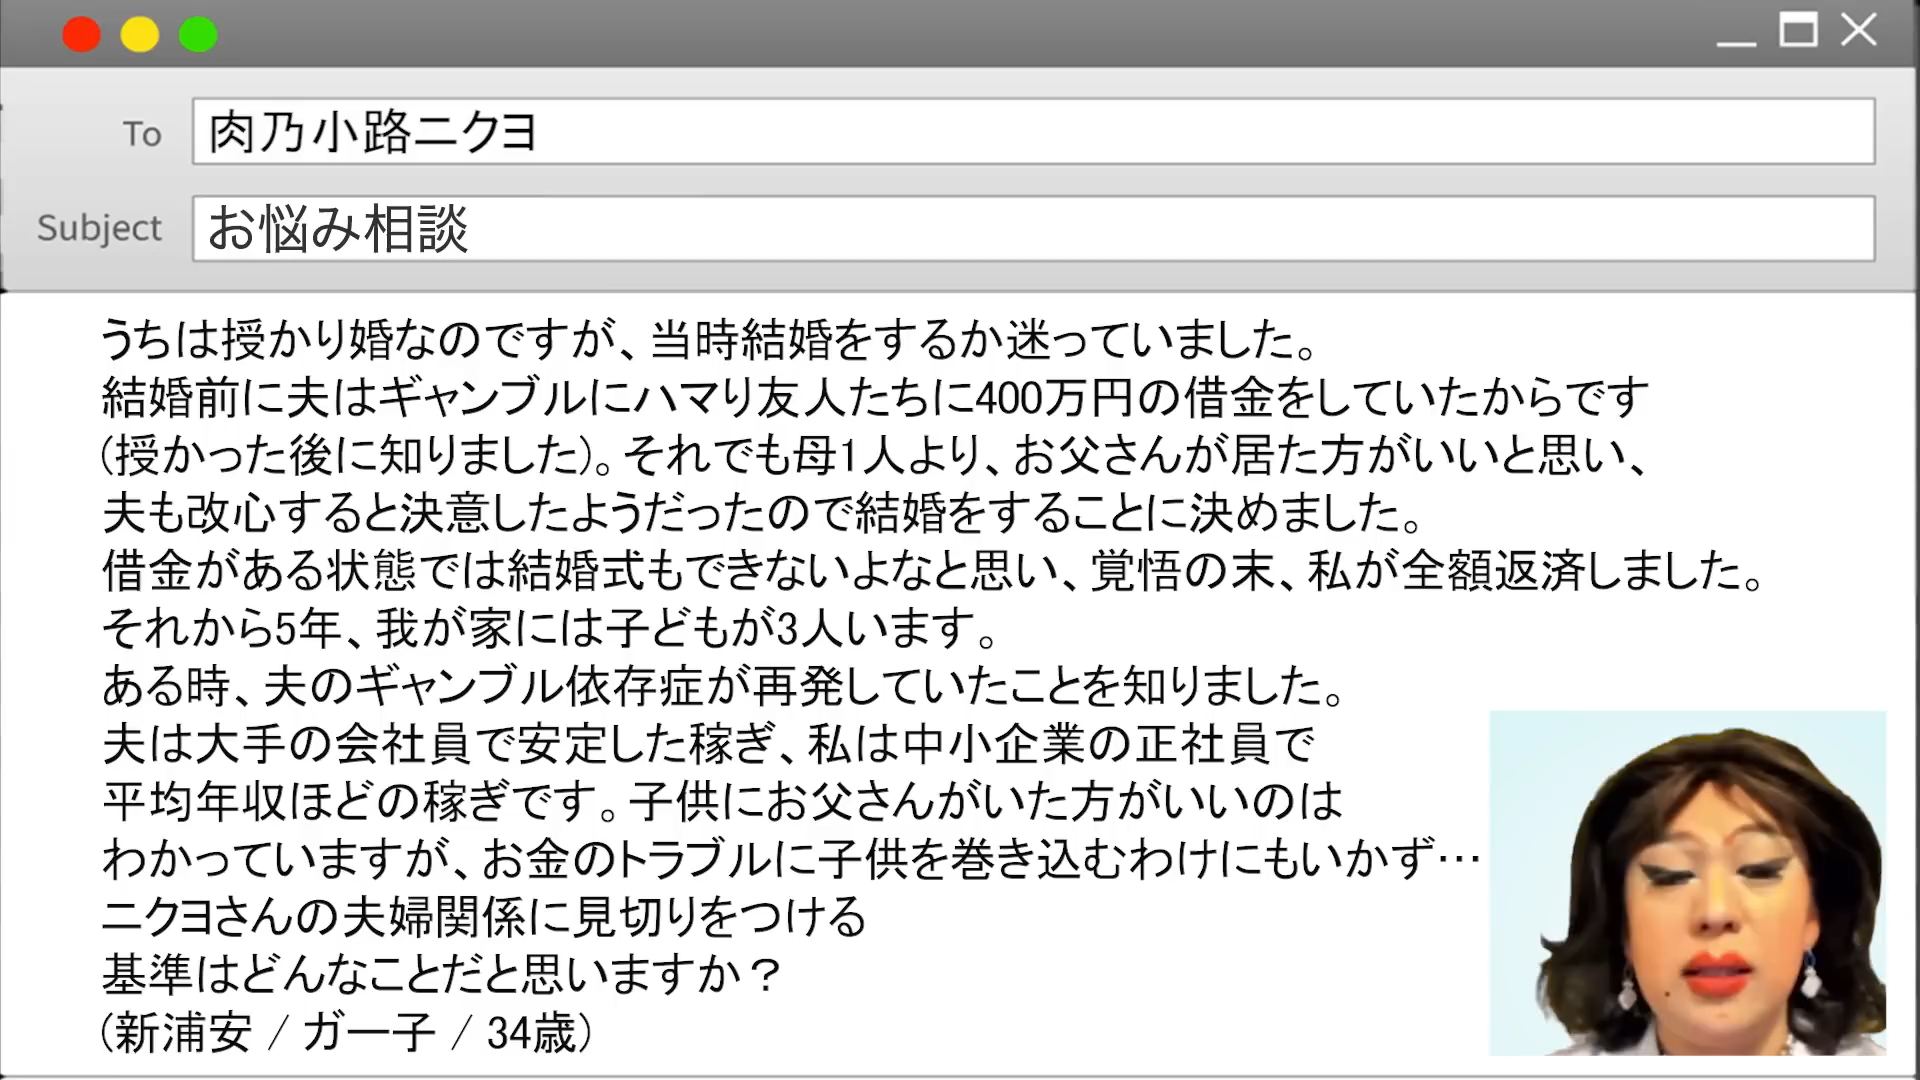 To 肉乃小路ニクヨ
Subject お悩み相談
うちは授かり婚なのですが、当時結婚をするか迷っていました。
結婚前に夫はギャンブルにハマり友人たちに400万円の借金をしていたからです
(授かった後に知りました)。それでも母1人より、お父さんが居た方がいいと思い、
夫も改心すると決意したようだったので結婚をすることに決めました。
借金がある状態では結婚式もできないよなと思い、覚悟の末、私が全額返済しました。
それから5年、我が家には子どもが3人います。
ある時、夫のギャンブル依存症が再発していたことを知りました。
夫は大手の会社員で安定した稼ぎ、私は中小企業の正社員で
平均年収ほどの稼ぎです。子供にお父さんがいた方がいいのは
わかっていますが、お金のトラブルに子供を巻き込むわけにもいかず…
ニクヨさんの夫婦関係に見切りをつける
基準はどんなことだと思いますか？
(新浦安 / ガー子 / 34歳)